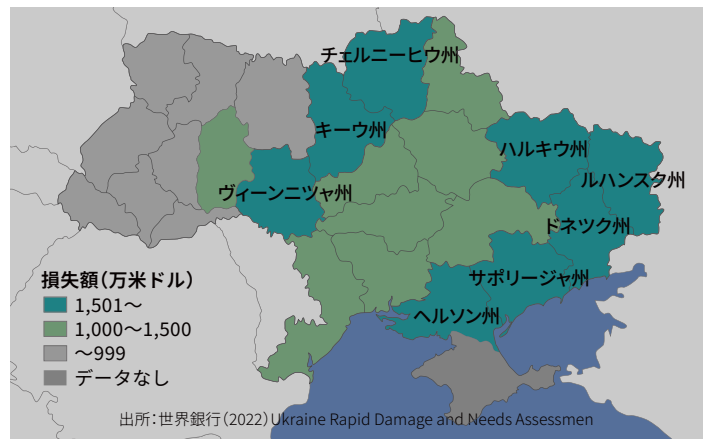 チェルニーヒウ州
キーウ州
ハルキウ州
ルハンスク州
ヴィーンニツャ州
ドネツク州
サポリージャ州
ヘルソン州
損失額（万米ドル）
1,501〜
1,000〜1,500
〜999
データなし
出所：世界銀行（2022）Ukraine Rapid Damage and Needs Assessmen